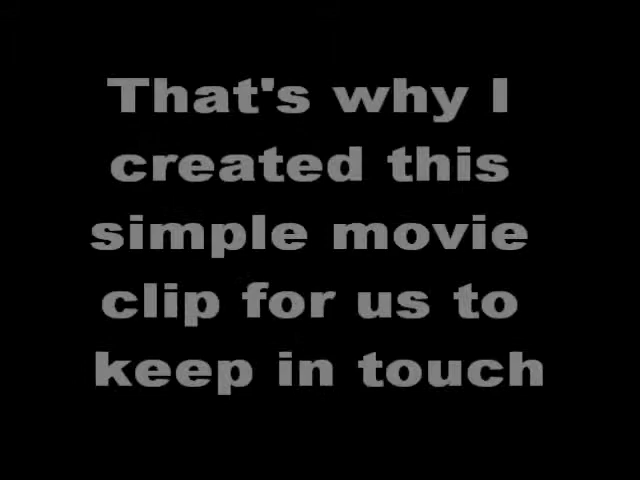 That's why I
created this
simple movie
clip for us to
keep in touch